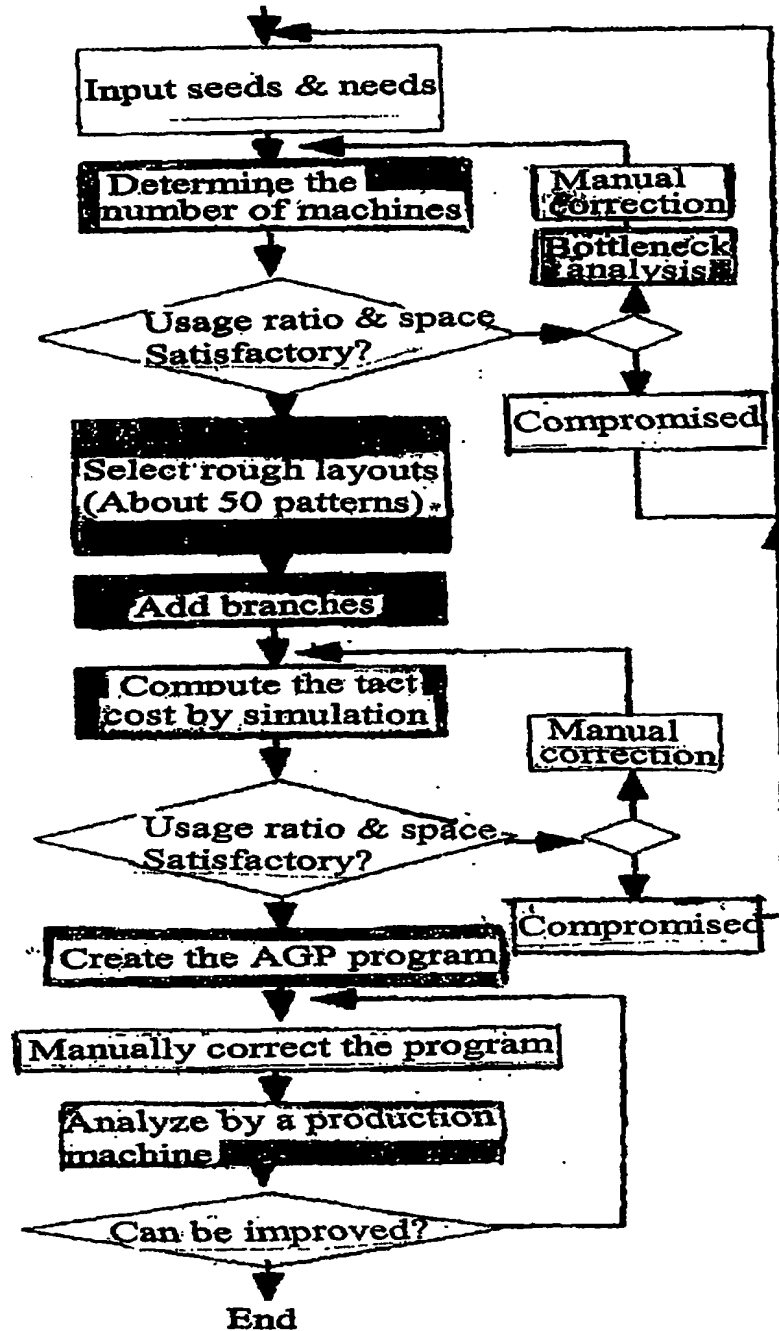 Input seeds & needs
Determine the
number of machines
Manual
correction
Bottleneck
analysis
Usage ratio & space
Satisfactory?
Compromised
Select rough layouts
(About 50 patterns)
Add branches
Compute the tact
cost by simulation
Manual
correction
Usage ratio & space
Satisfactory?
Compromised
Create the AGP program
Manually correct the program
Analyze by a production
machine
Can be improved?
End